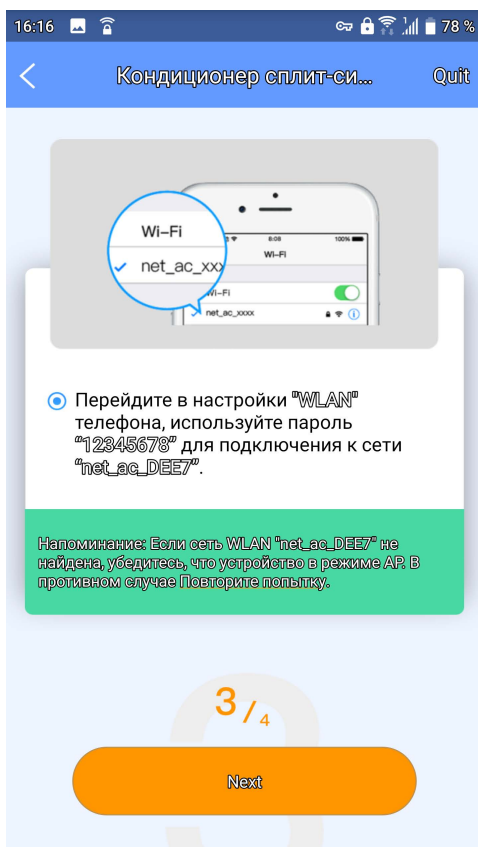 16:16
78 %
Кондиционер сплит-си...
Quit
Wi-Fi
net_ac_xxx
8:08
100%
Wi-Fi
Wi-Fi
net_ac_xxxx
Перейдите в настройки "WLAN"
телефона, используйте пароль
"12345678" для подключения к сети
"net_ac_DEE7".
Напоминание: Если сеть WLAN "net_ac_DEE7" не
найдена, убедитесь, что устройство в режиме AP. В
противном случае Повторите попытку.
3/4
Next